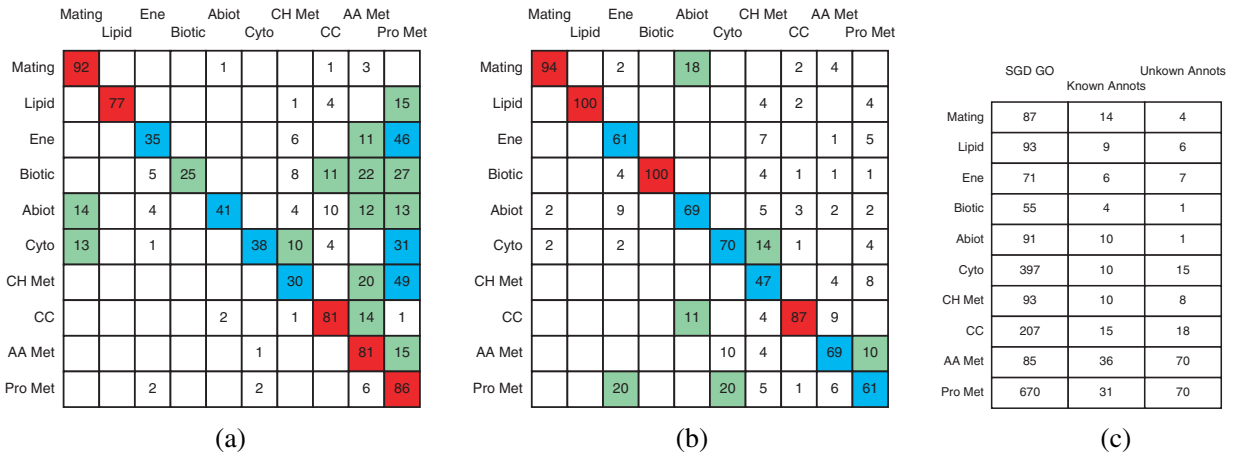 Mating Ene Abiot CH Met AA Met
Lipid Biotic Cyto CC Pro Met
Mating 92 1 1 3
Lipid 77 1 4 15
Ene 35 6 11 46
Biotic 5 25 8 11 22 27
Abiot 14 4 41 4 10 12 13
Cyto 13 1 38 10 4 31
CH Met 30 20 49
CC 2 1 81 14 1
AA Met 1 81 15
Pro Met 2 2 6 86
(a)
Mating Ene Abiot CH Met AA Met
Lipid Biotic Cyto CC Pro Met
Mating 94 2 18 2 4
Lipid 100 4 2 4
Ene 61 7 1 5
Biotic 4 100 4 1 1 1
Abiot 2 9 69 5 3 2 2
Cyto 2 2 70 14 1 4
CH Met 47 4 8
CC 11 4 87 9
AA Met 10 4 69 10
Pro Met 20 20 5 1 6 61
(b)
SGD GO Unkown Annots
Known Annots
Mating 87 14 4
Lipid 93 9 6
Ene 71 6 7
Biotic 55 4 1
Abiot 91 10 1
Cyto 397 10 15
CH Met 93 10 8
CC 207 15 18
AA Met 85 36 70
Pro Met 670 31 70
(c)